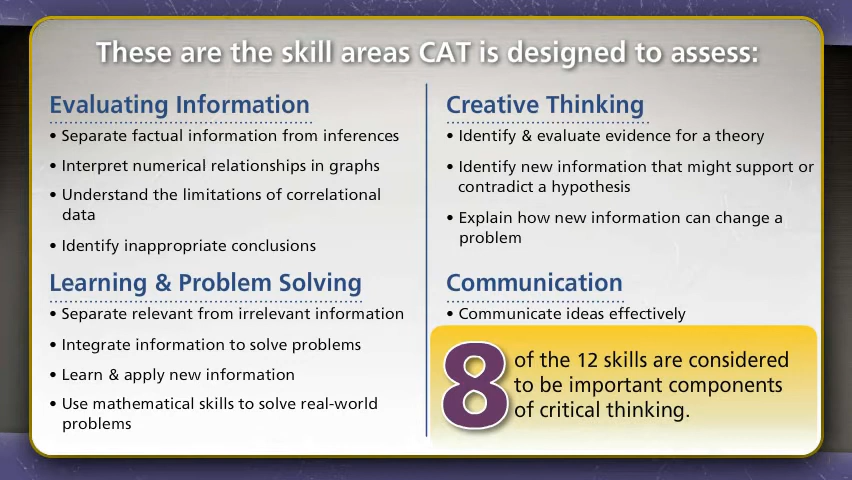 These are the skill areas CAT is designed to assess:
Evaluating Information
• Separate factual information from inferences
• Interpret numerical relationships in graphs
• Understand the limitations of correlational
data
• Identify inappropriate conclusions
Learning & Problem Solving
• Separate relevant from irrelevant information
• Integrate information to solve problems
• Learn & apply new information
• Use mathematical skills to solve real-world
problems
Creative Thinking
• Identify & evaluate evidence for a theory
• Identify new information that might support or
contradict a hypothesis
• Explain how new information can change a
problem
Communication
• Communicate ideas effectively
8 of the 12 skills are considered
to be important components
of critical thinking.